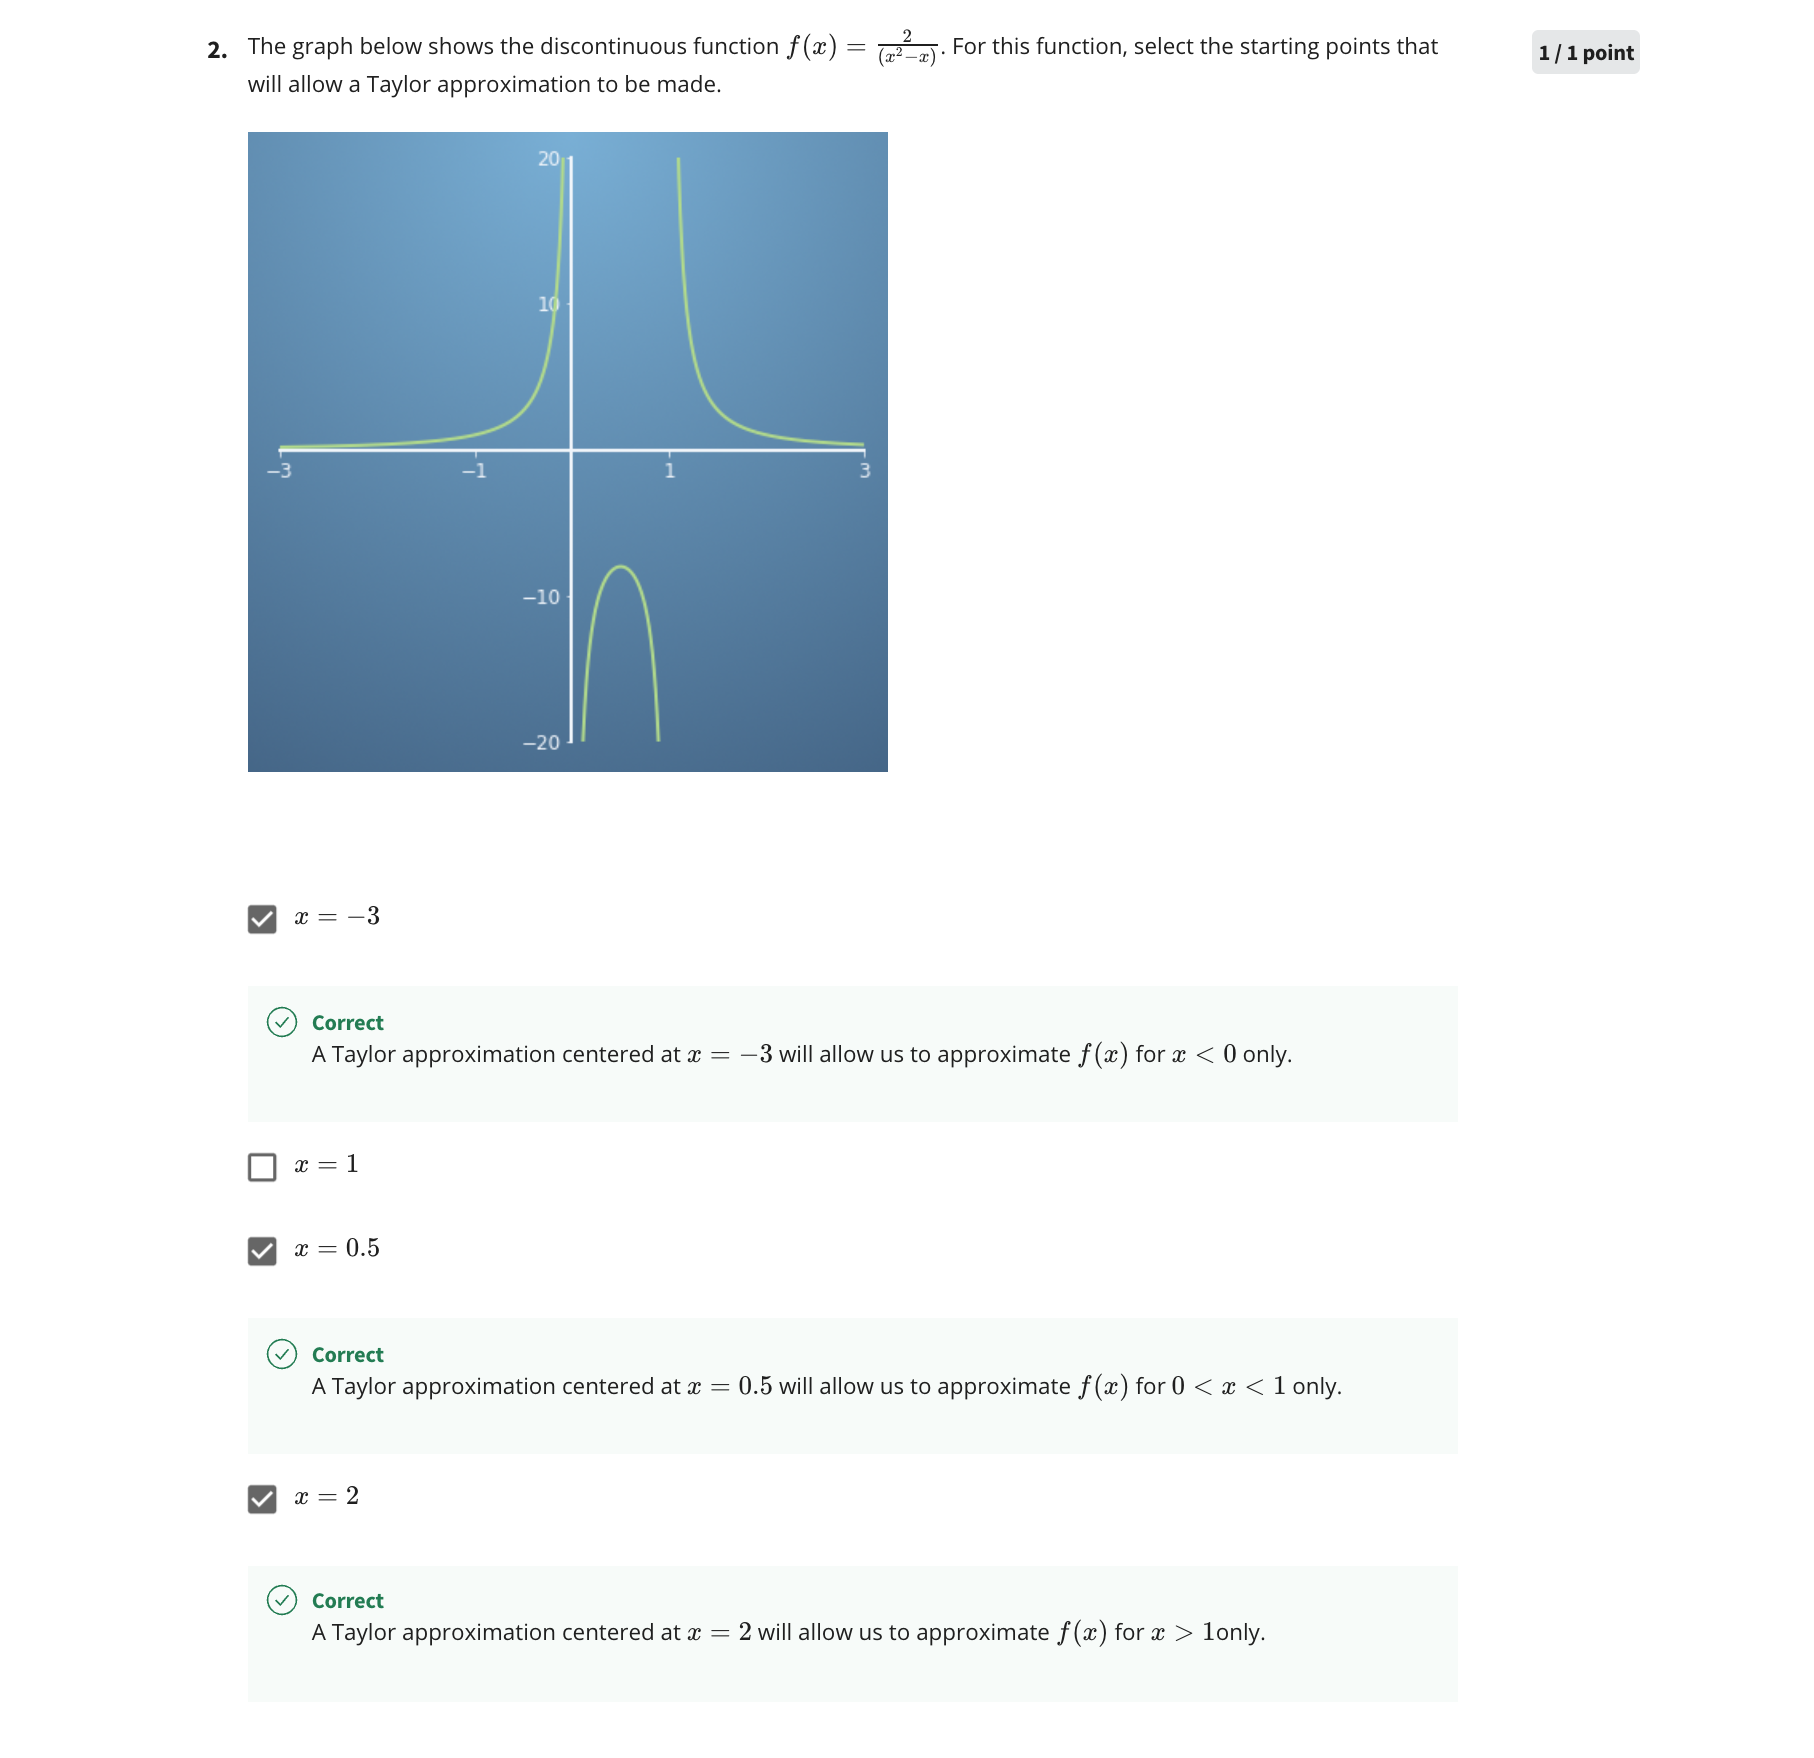 2. The graph below shows the discontinuous function f(x) = 2/(x²−x). For this function, select the starting points that
will allow a Taylor approximation to be made.
1 / 1 point
20
10
−3
−1
1
3
−10
−20
x = −3
Correct
A Taylor approximation centered at x = −3 will allow us to approximate f(x) for x < 0 only.
x = 1
x = 0.5
Correct
A Taylor approximation centered at x = 0.5 will allow us to approximate f(x) for 0 < x < 1 only.
x = 2
Correct
A Taylor approximation centered at x = 2 will allow us to approximate f(x) for x > 1only.